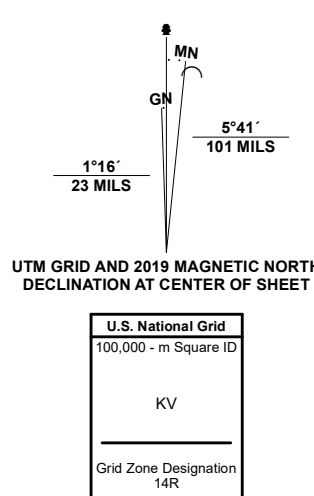 MN
GN
5°41´
101 MILS
1°16´
23 MILS
UTM GRID AND 2019 MAGNETIC NORTH
DECLINATION AT CENTER OF SHEET
U.S. National Grid
100,000 - m Square ID
KV
Grid Zone Designation
14R